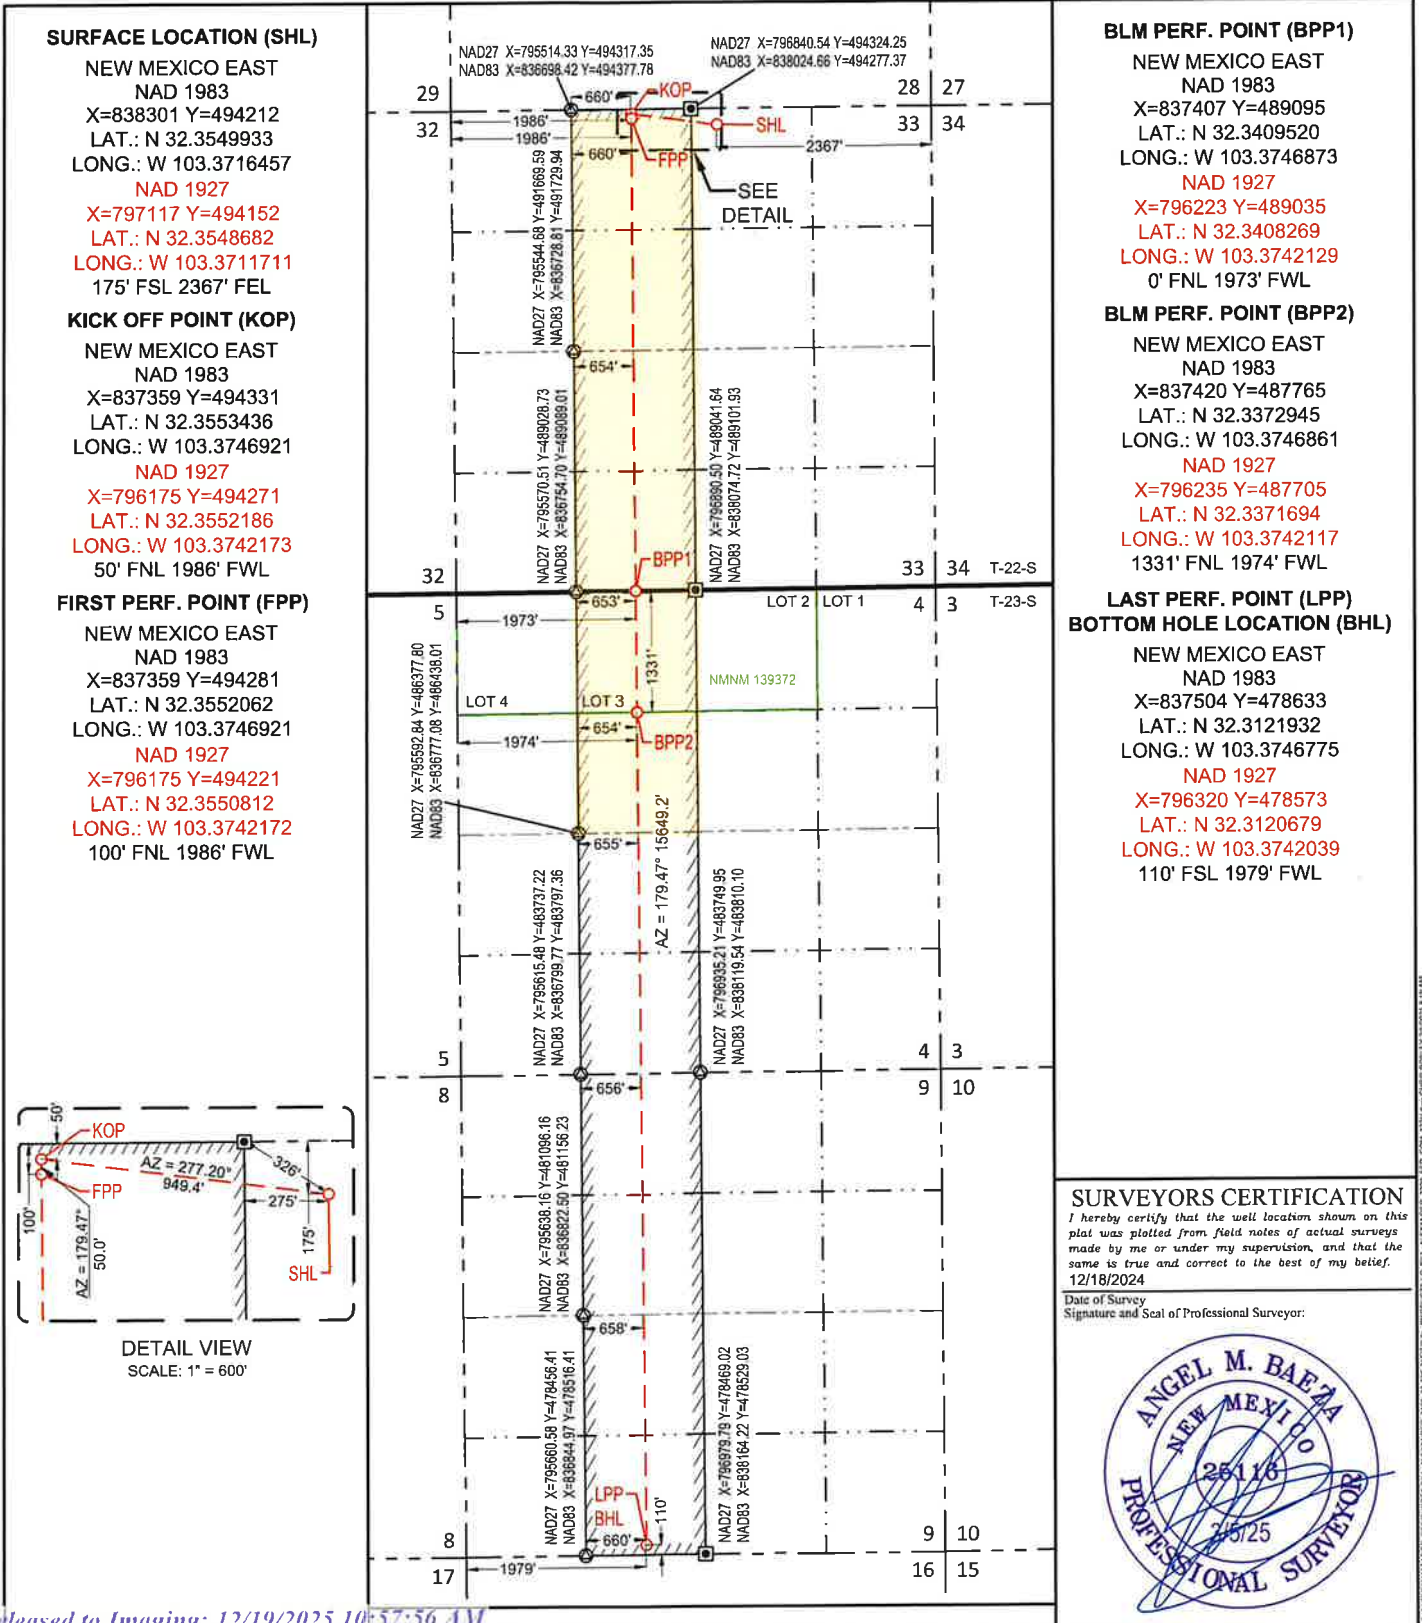 SURFACE LOCATION (SHL)
NEW MEXICO EAST
NAD 1983
X=838301 Y=494212
LAT.: N 32.3549933
LONG.: W 103.3716457
NAD 1927
X=797117 Y=494152
LAT.: N 32.3548682
LONG.: W 103.3711711
175' FSL 2367' FEL
KICK OFF POINT (KOP)
NEW MEXICO EAST
NAD 1983
X=837359 Y=494331
LAT.: N 32.3553436
LONG.: W 103.3746921
NAD 1927
X=796175 Y=494271
LAT.: N 32.3552186
LONG.: W 103.3742173
50' FNL 1986' FWL
FIRST PERF. POINT (FPP)
NEW MEXICO EAST
NAD 1983
X=837359 Y=494281
LAT.: N 32.3552062
LONG.: W 103.3746921
NAD 1927
X=796175 Y=494221
LAT.: N 32.3550812
LONG.: W 103.3742172
100' FNL 1986' FWL
50'
KOP
AZ = 277.20°
949.4'
326'
FPP
275'
100'
AZ = 179.47°
50.0'
175'
SHL
DETAIL VIEW
SCALE: 1" = 600'
NAD27 X=795514.33 Y=494317.35
NAD83 X=836698.42 Y=494377.78
NAD27 X=796840.54 Y=494324.25
NAD83 X=838024.66 Y=494277.37
29
660'
KOP
28 27
32
1986'
SHL
33 34
1986'
660'
FPP
2367'
SEE
DETAIL
NAD27 X=795544.68 Y=491669.59
NAD83 X=836728.81 Y=491729.94
654'
NAD27 X=795570.51 Y=489028.73
NAD83 X=836754.70 Y=489089.01
NAD27 X=796890.50 Y=489041.64
NAD83 X=838074.72 Y=489101.93
BPP1
32
33 34 T-22-S
5
653'
LOT 2 LOT 1
4 3 T-23-S
1973'
1331'
NMNM 139372
LOT 4
LOT 3
654'
1974'
BPP2
NAD27 X=795592.84 Y=486377.80
NAD83 X=836777.08 Y=486438.01
655'
AZ = 179.47° 15649.2'
NAD27 X=795615.48 Y=483737.22
NAD83 X=836799.77 Y=483797.36
NAD27 X=796935.21 Y=483749.95
NAD83 X=838119.54 Y=483810.10
5
4 3
8
656'
9 10
NAD27 X=795638.16 Y=481096.16
NAD83 X=836822.50 Y=481156.23
658'
NAD27 X=795660.58 Y=478456.41
NAD83 X=836844.97 Y=478516.41
NAD27 X=796979.79 Y=478469.02
NAD83 X=838164.22 Y=478529.03
LPP
BHL
110'
660'
8
9 10
17
1979'
16 15
BLM PERF. POINT (BPP1)
NEW MEXICO EAST
NAD 1983
X=837407 Y=489095
LAT.: N 32.3409520
LONG.: W 103.3746873
NAD 1927
X=796223 Y=489035
LAT.: N 32.3408269
LONG.: W 103.3742129
0' FNL 1973' FWL
BLM PERF. POINT (BPP2)
NEW MEXICO EAST
NAD 1983
X=837420 Y=487765
LAT.: N 32.3372945
LONG.: W 103.3746861
NAD 1927
X=796235 Y=487705
LAT.: N 32.3371694
LONG.: W 103.3742117
1331' FNL 1974' FWL
LAST PERF. POINT (LPP)
BOTTOM HOLE LOCATION (BHL)
NEW MEXICO EAST
NAD 1983
X=837504 Y=478633
LAT.: N 32.3121932
LONG.: W 103.3746775
NAD 1927
X=796320 Y=478573
LAT.: N 32.3120679
LONG.: W 103.3742039
110' FSL 1979' FWL
SURVEYORS CERTIFICATION
I hereby certify that the well location shown on this
plat was plotted from field notes of actual surveys
made by me or under my supervision, and that the
same is true and correct to the best of my belief.
12/18/2024
Date of Survey
Signature and Seal of Professional Surveyor:
ANGEL M. BAEZA
NEW MEXICO
25116
3/5/25
PROFESSIONAL SURVEYOR
eleased to Imaging: 12/19/2025 10:57:56 AM